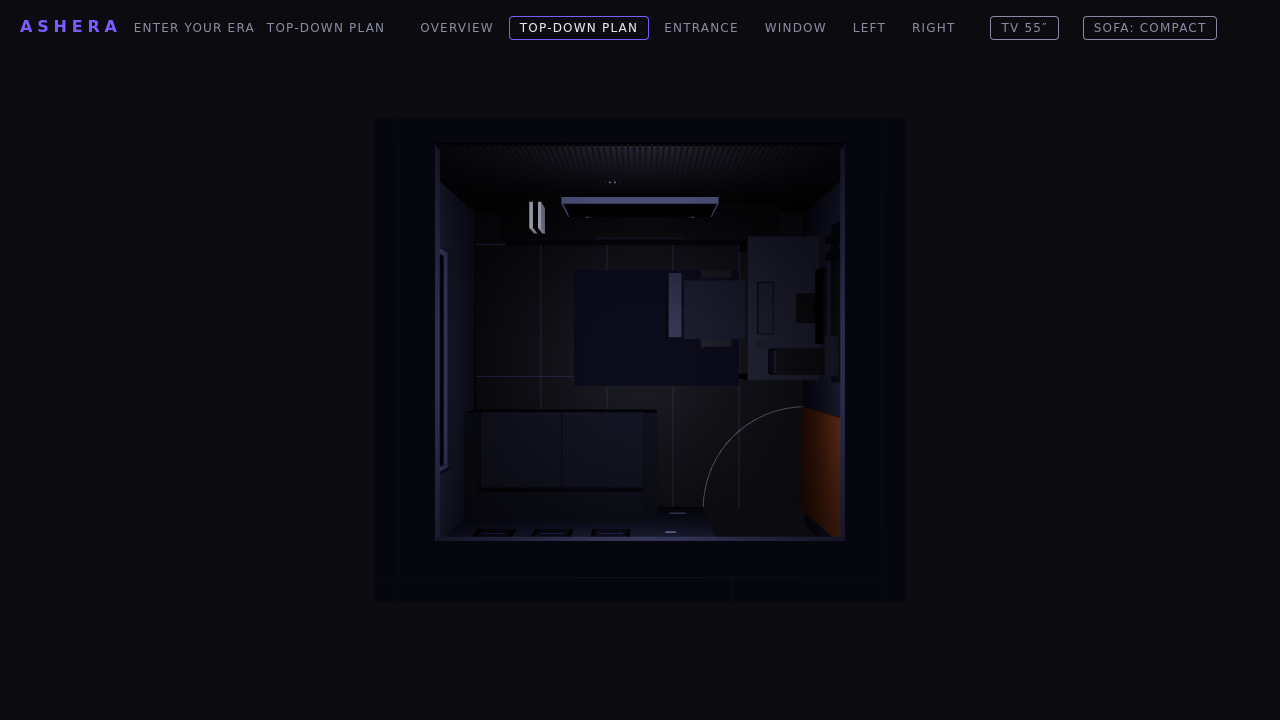 ASHERA ENTER YOUR ERA TOP-DOWN PLAN OVERVIEW TOP-DOWN PLAN ENTRANCE WINDOW LEFT RIGHT TV 55″ SOFA: COMPACT